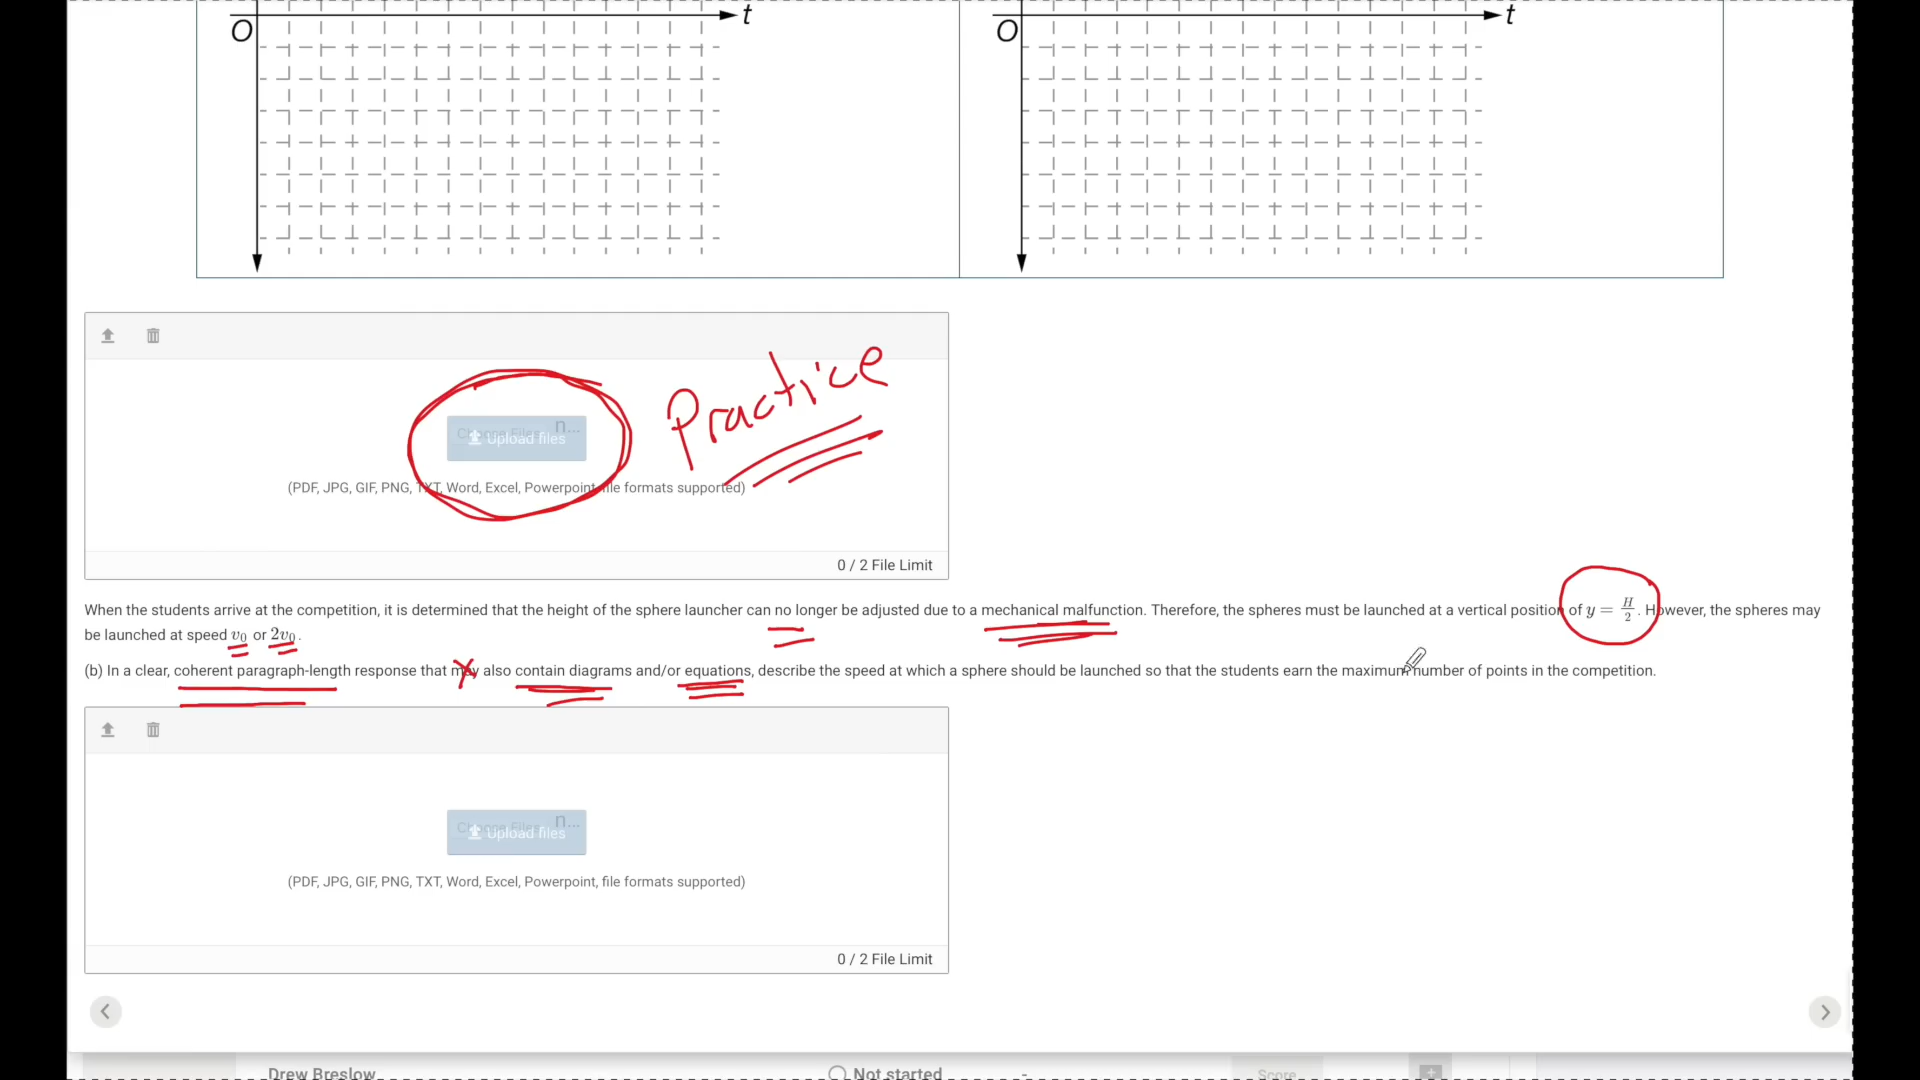 t
t
O
O
Practice
Upload files
(PDF, JPG, GIF, PNG, TXT, Word, Excel, Powerpoint, file formats supported)
0 / 2 File Limit
When the students arrive at the competition, it is determined that the height of the sphere launcher can no longer be adjusted due to a mechanical malfunction. Therefore, the spheres must be launched at a vertical position of y = H/2. However, the spheres may
be launched at speed v₀ or 2v₀.
(b) In a clear, coherent paragraph-length response that may also contain diagrams and/or equations, describe the speed at which a sphere should be launched so that the students earn the maximum number of points in the competition.
Choose Files n...
Upload files
(PDF, JPG, GIF, PNG, TXT, Word, Excel, Powerpoint, file formats supported)
0 / 2 File Limit
Drew Breslow Not started - Score